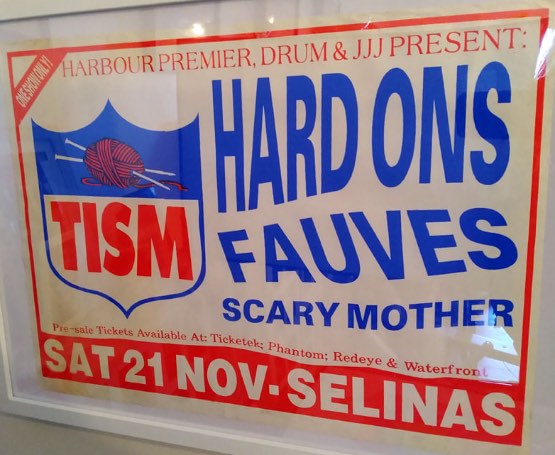 ONE SHOW ONLY!
HARBOUR PREMIER, DRUM & JJJ PRESENT:
TISM
HARD ONS
FAUVES
SCARY MOTHER
Pre-sale Tickets Available At: Ticketek; Phantom; Redeye & Waterfront
SAT 21 NOV- SELINAS